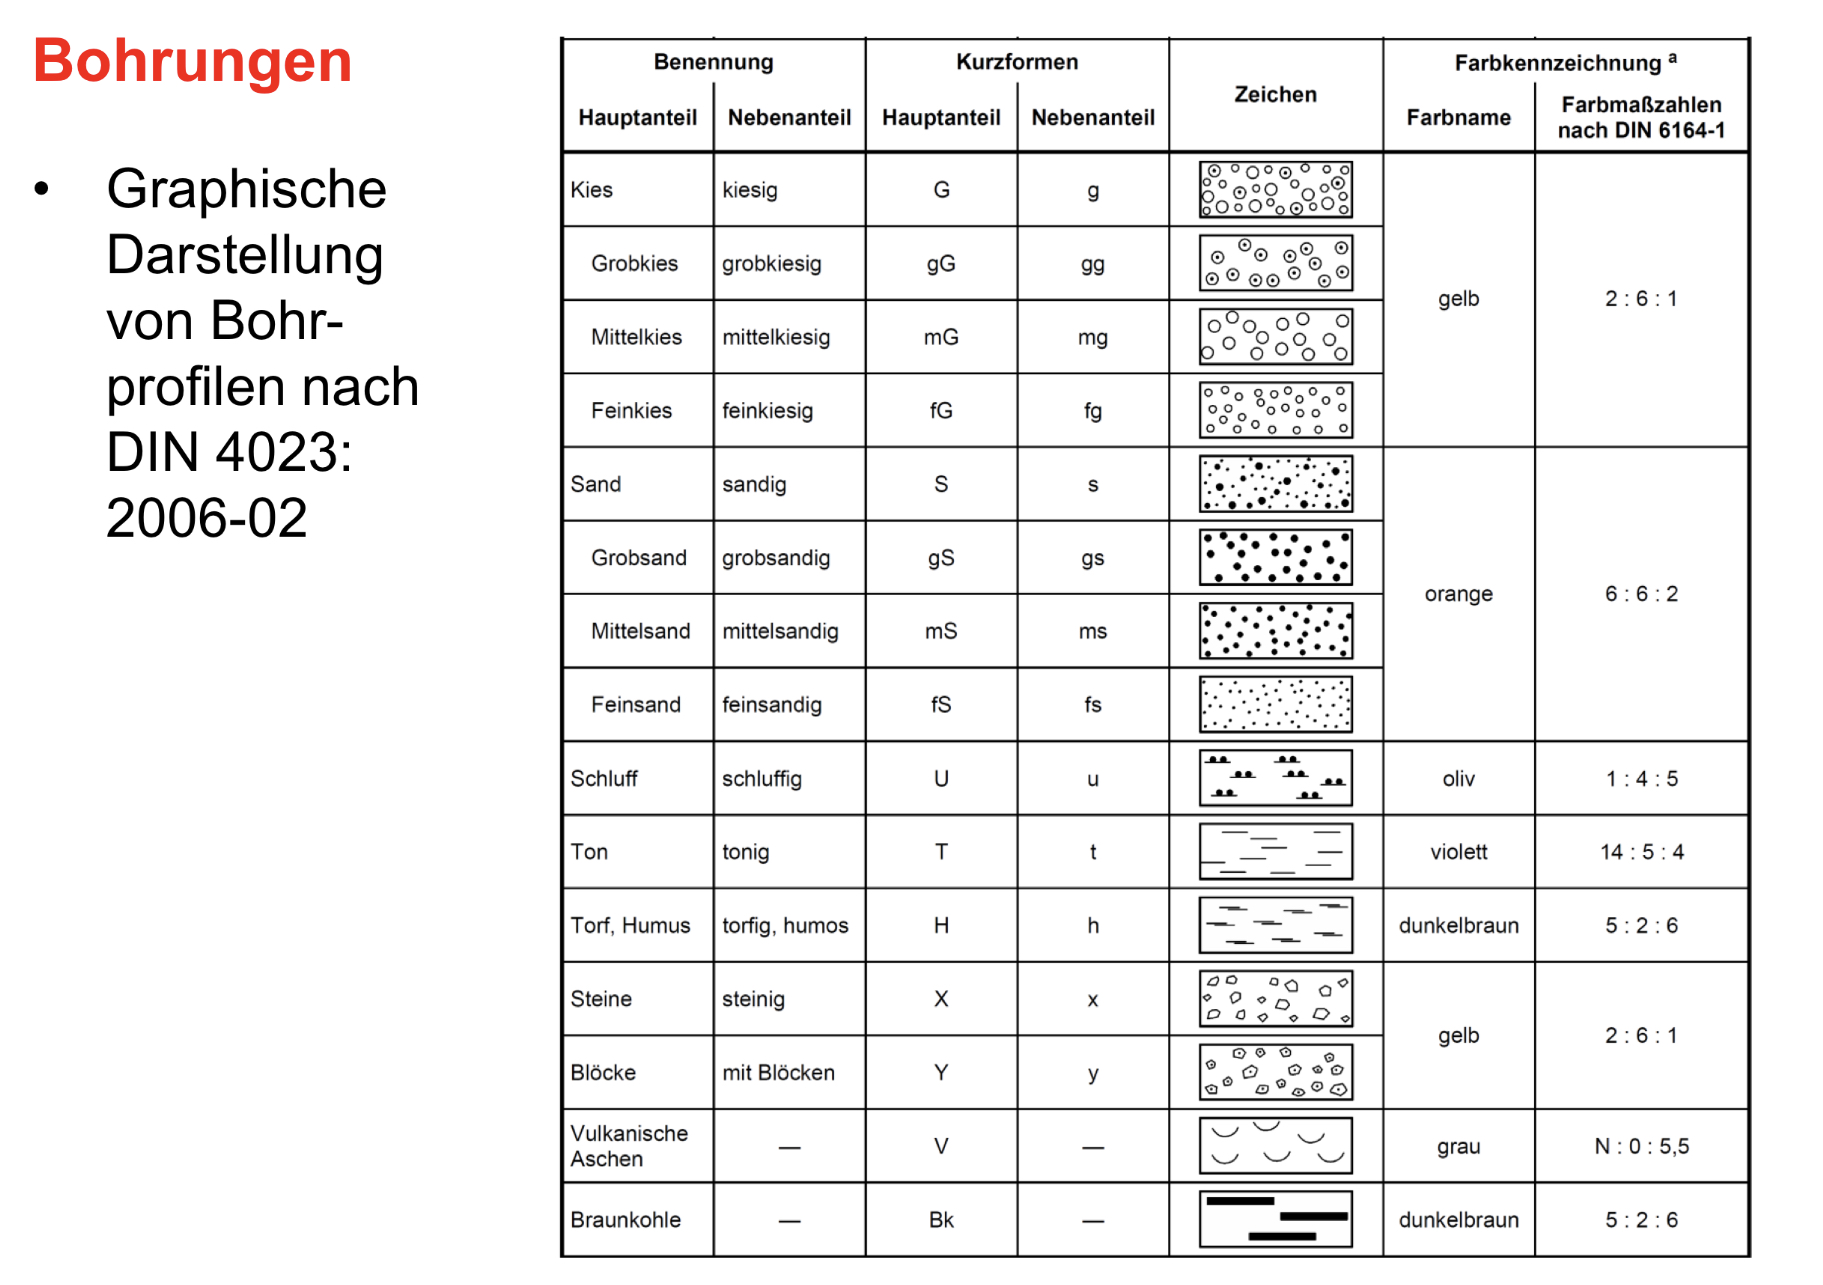 Bohrungen
• Graphische
Darstellung
von Bohr-
profilen nach
DIN 4023:
2006-02
Benennung Kurzformen Zeichen Farbkennzeichnung a
Hauptanteil Nebenanteil Hauptanteil Nebenanteil Farbname Farbmaßzahlen
nach DIN 6164-1
Kies kiesig G g
Grobkies grobkiesig gG gg
gelb 2 : 6 : 1
Mittelkies mittelkiesig mG mg
Feinkies feinkiesig fG fg
Sand sandig S s
Grobsand grobsandig gS gs
orange 6 : 6 : 2
Mittelsand mittelsandig mS ms
Feinsand feinsandig fS fs
Schluff schluffig U u oliv 1 : 4 : 5
Ton tonig T t violett 14 : 5 : 4
Torf, Humus torfig, humos H h dunkelbraun 5 : 2 : 6
Steine steinig X x
gelb 2 : 6 : 1
Blöcke mit Blöcken Y y
Vulkanische
Aschen — V — grau N : 0 : 5,5
Braunkohle — Bk — dunkelbraun 5 : 2 : 6